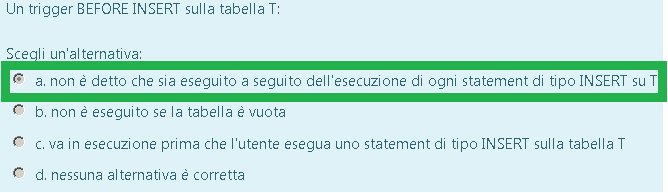 Un trigger BEFORE INSERT sulla tabella T:
Scegli un'alternativa:
a. non è detto che sia eseguito a seguito dell'esecuzione di ogni statement di tipo INSERT su T
b. non è eseguito se la tabella è vuota
c. va in esecuzione prima che l'utente esegua uno statement di tipo INSERT sulla tabella T
d. nessuna alternativa è corretta